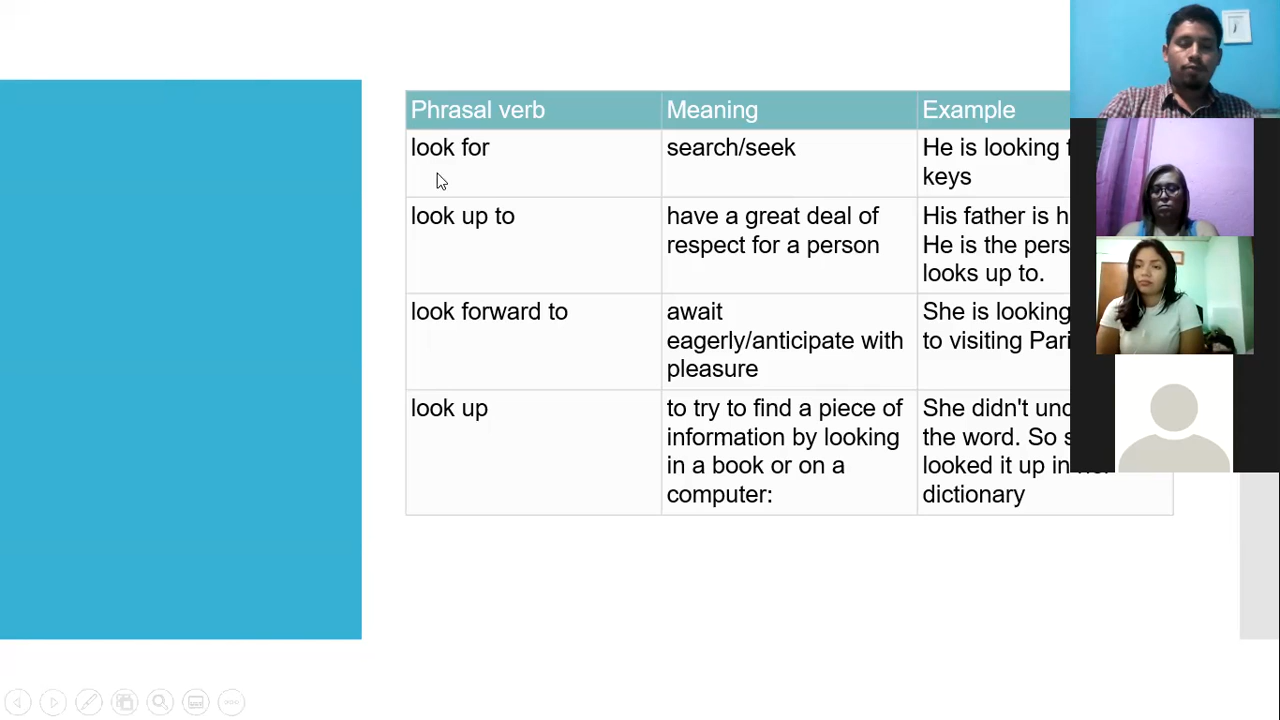 Phrasal verb
Meaning
Example
look for
search/seek
He is looking
keys
look up to
have a great deal of
respect for a person
His father is
He is the
looks up to.
look forward to
await
eagerly/anticipate with
pleasure
She is looking
to visiting
look up
to try to find a piece of
information by looking
in a book or on a
computer:
She didn't
the word. So
looked it up in
dictionary